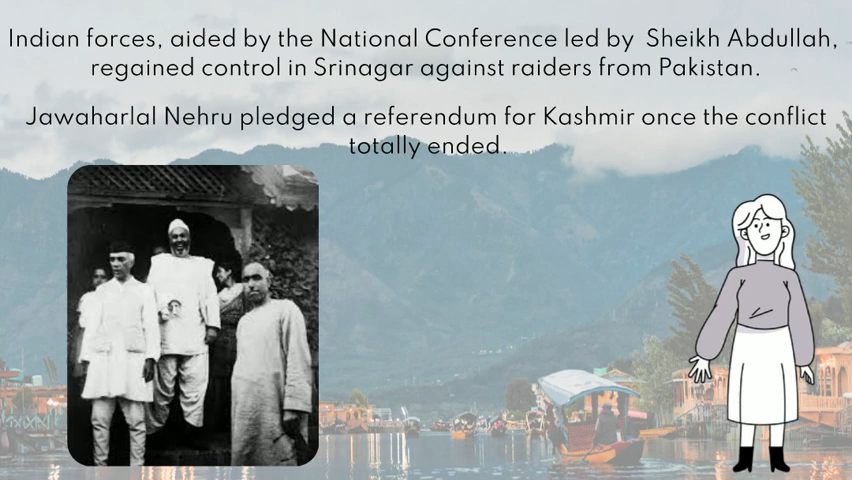 Indian forces, aided by the National Conference led by Sheikh Abdullah,
regained control in Srinagar against raiders from Pakistan.
Jawaharlal Nehru pledged a referendum for Kashmir once the conflict
totally ended.